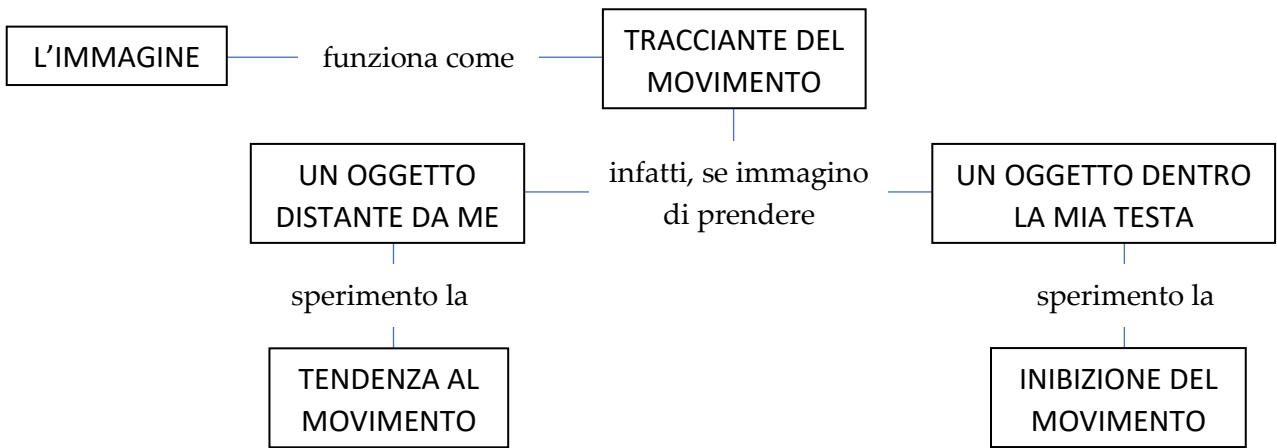 L’IMMAGINE
funziona come
TRACCIANTE DEL
MOVIMENTO
infatti, se immagino
di prendere
UN OGGETTO
DISTANTE DA ME
sperimento la
TENDENZA AL
MOVIMENTO
UN OGGETTO DENTRO
LA MIA TESTA
sperimento la
INIBIZIONE DEL
MOVIMENTO